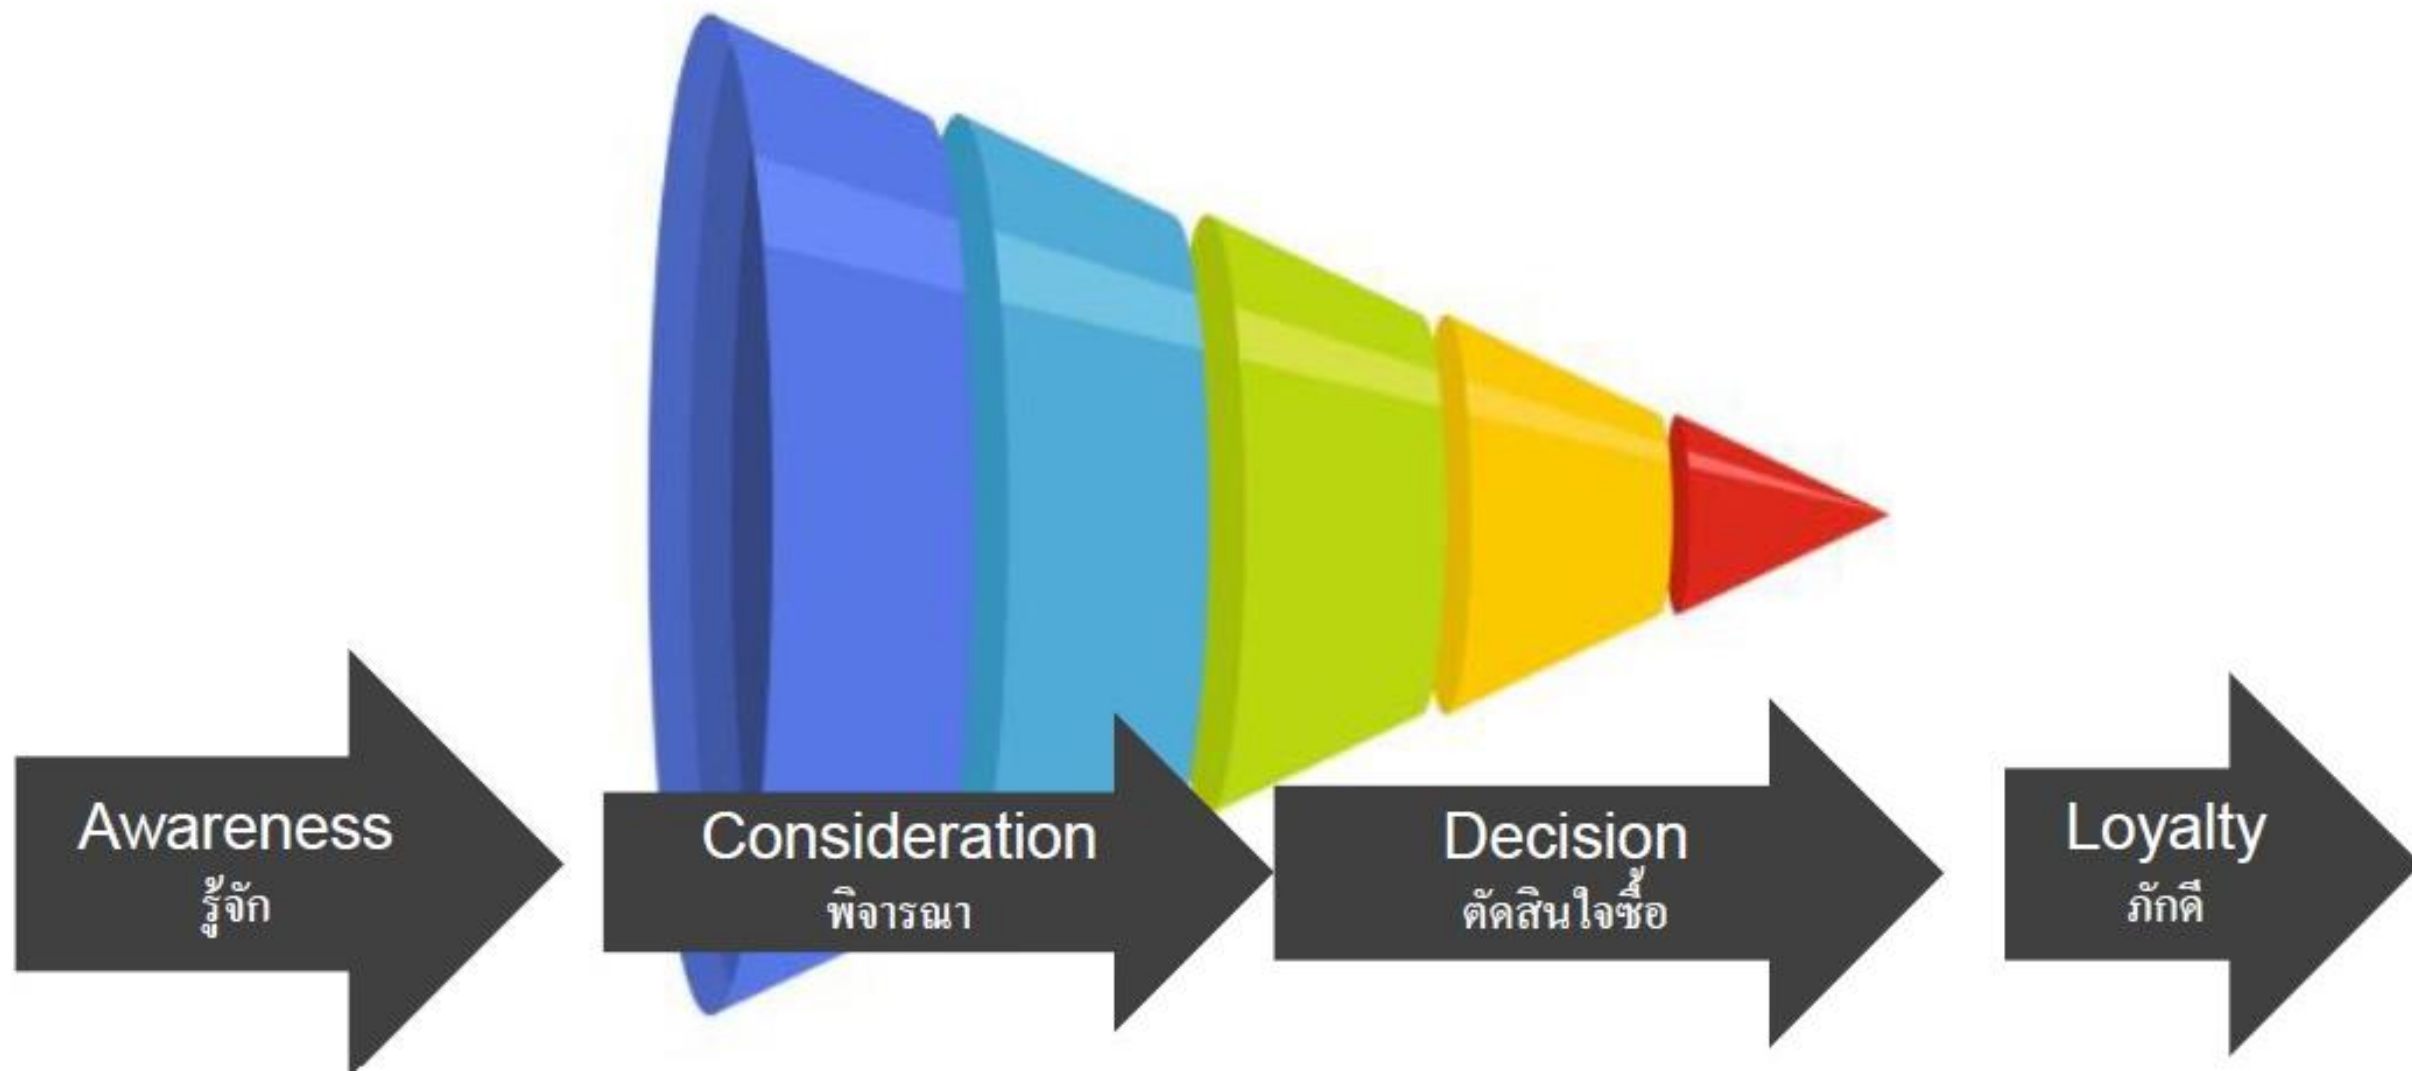 Awareness
รู้จัก
Consideration
พิจารณา
Decision
ตัดสินใจซื้อ
Loyalty
ภักดี